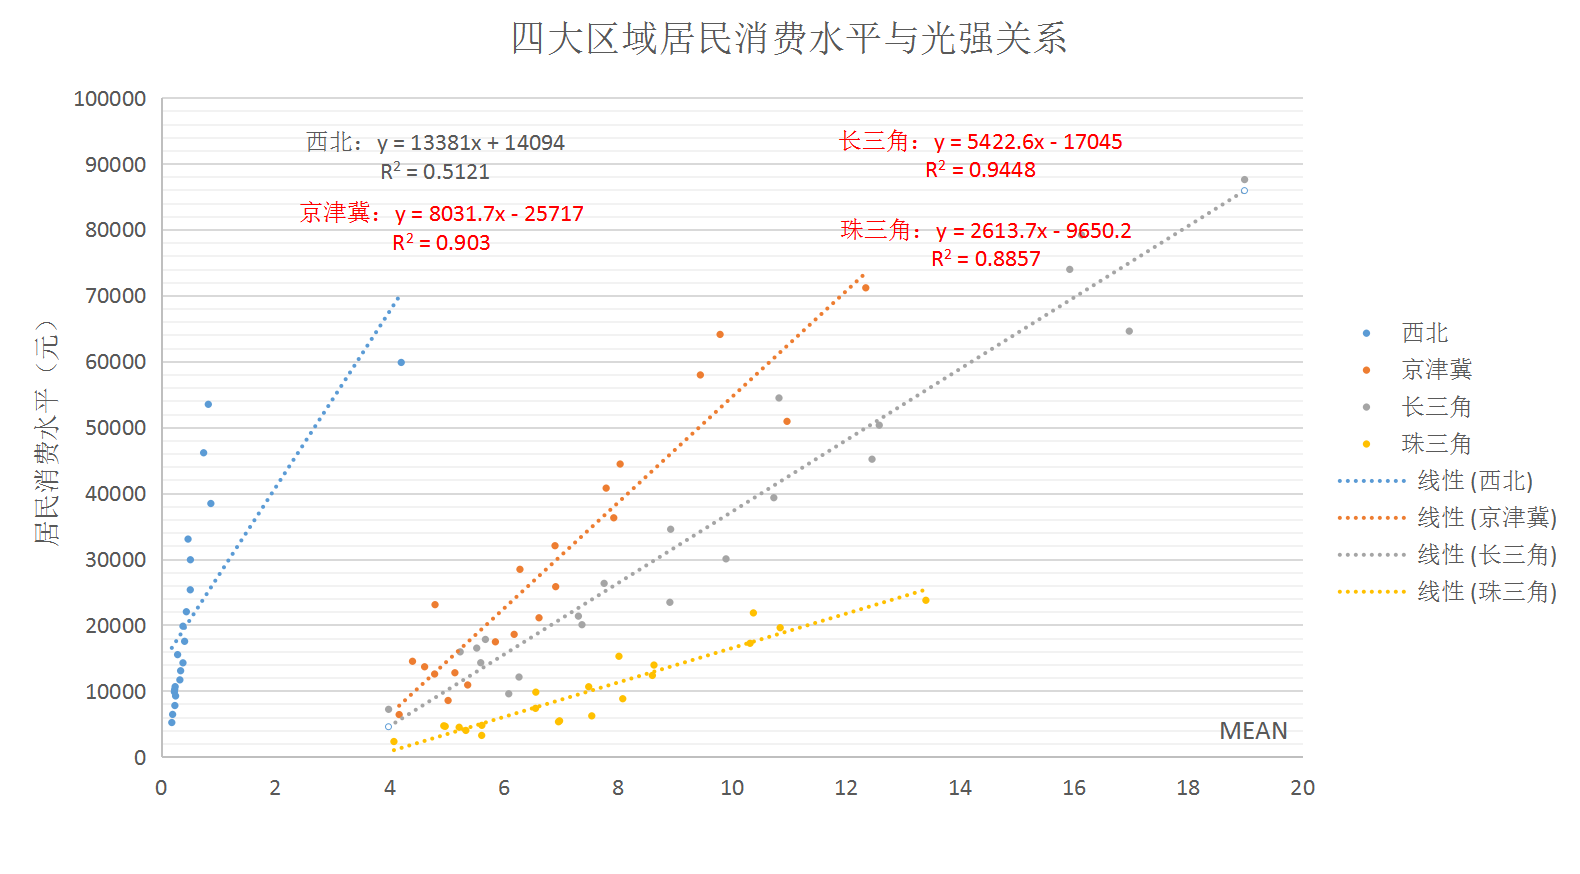 四大区域居民消费水平与光强关系
居民消费水平（元）
100000
90000
80000
70000
60000
50000
40000
30000
20000
10000
0
西北：y = 13381x + 14094
R² = 0.5121
京津冀：y = 8031.7x - 25717
R² = 0.903
长三角：y = 5422.6x - 17045
R² = 0.9448
珠三角：y = 2613.7x - 9650.2
R² = 0.8857
MEAN
0 2 4 6 8 10 12 14 16 18 20
西北
京津冀
长三角
珠三角
线性 (西北)
线性 (京津冀)
线性 (长三角)
线性 (珠三角)